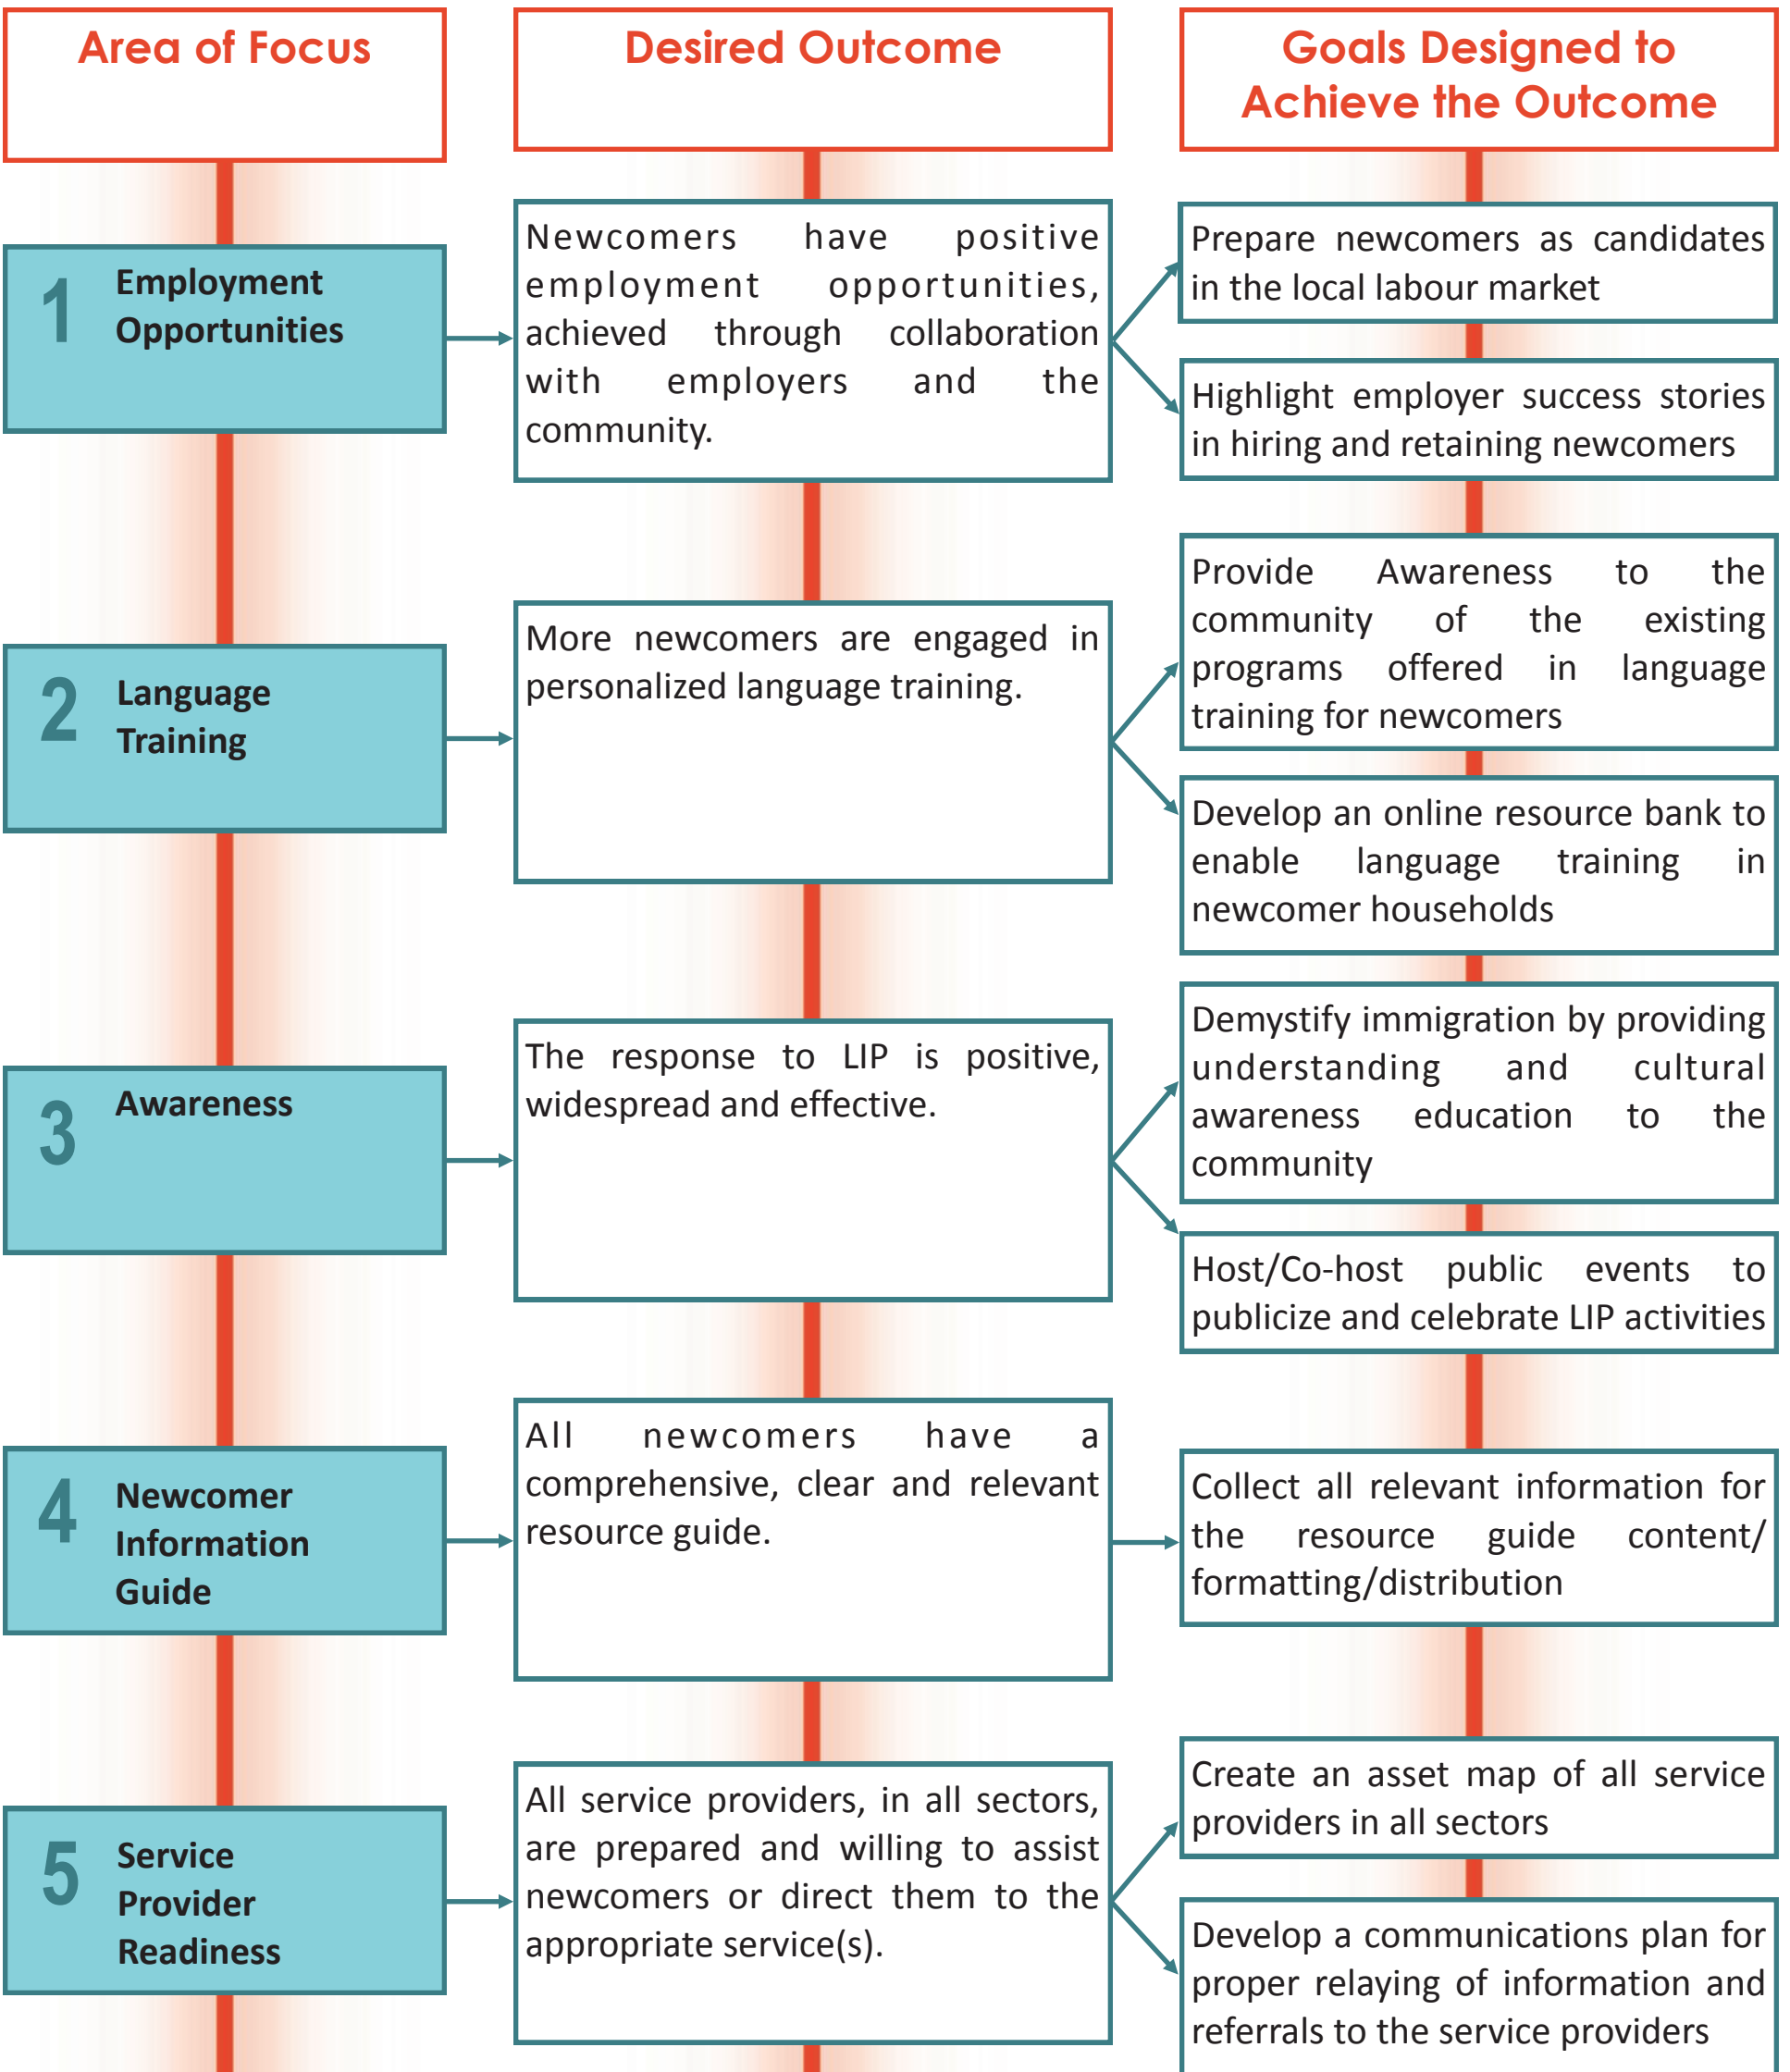 Area of Focus
Desired Outcome
Goals Designed to
Achieve the Outcome
1
Employment
Opportunities
Newcomers have positive
employment opportunities,
achieved through collaboration
with employers and the
community.
Prepare newcomers as candidates
in the local labour market
Highlight employer success stories
in hiring and retaining newcomers
2
Language
Training
More newcomers are engaged in
personalized language training.
Provide Awareness to the
community of the existing
programs offered in language
training for newcomers
Develop an online resource bank to
enable language training in
newcomer households
3
Awareness
The response to LIP is positive,
widespread and effective.
Demystify immigration by providing
understanding and cultural
awareness education to the
community
Host/Co-host public events to
publicize and celebrate LIP activities
4
Newcomer
Information
Guide
All newcomers have a
comprehensive, clear and relevant
resource guide.
Collect all relevant information for
the resource guide content/
formatting/distribution
5
Service
Provider
Readiness
All service providers, in all sectors,
are prepared and willing to assist
newcomers or direct them to the
appropriate service(s).
Create an asset map of all service
providers in all sectors
Develop a communications plan for
proper relaying of information and
referrals to the service providers